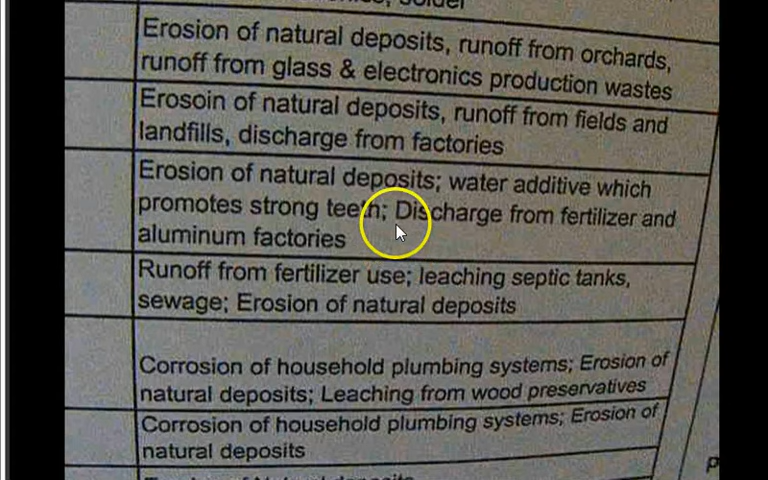 solder
Erosion of natural deposits, runoff from orchards,
runoff from glass & electronics production wastes
Erosoin of natural deposits, runoff from fields and
landfills, discharge from factories
Erosion of natural deposits; water additive which
promotes strong teeth; Discharge from fertilizer and
aluminum factories
Runoff from fertilizer use; leaching septic tanks,
sewage; Erosion of natural deposits
Corrosion of household plumbing systems; Erosion of
natural deposits; Leaching from wood preservatives
Corrosion of household plumbing systems; Erosion of
natural deposits